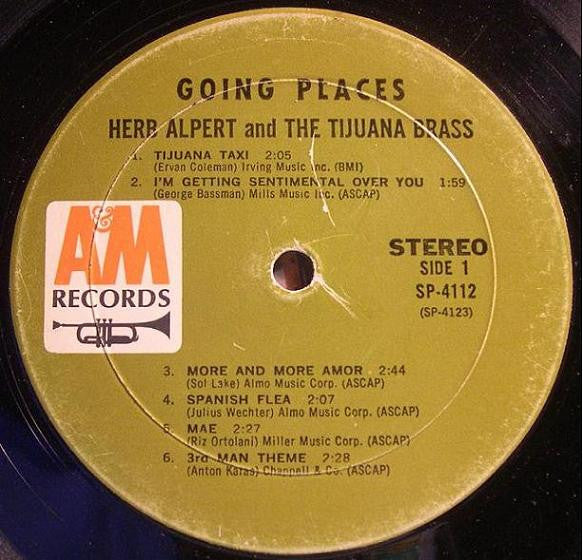 GOING PLACES
HERB ALPERT and THE TIJUANA BRASS
1. TIJUANA TAXI 2:05
(Ervan Coleman) Irving Music Inc. (BMI)
2. I'M GETTING SENTIMENTAL OVER YOU 1:59
(George Bassman) Mills Music Inc. (ASCAP)
A&M
RECORDS
STEREO
SIDE 1
SP-4112
(SP-4123)
3. MORE AND MORE AMOR 2:44
(Sol Lake) Almo Music Corp. (ASCAP)
4. SPANISH FLEA 2:07
(Julius Wechter) Almo Music Corp. (ASCAP)
5. MAE 2:27
(Riz Ortolani) Miller Music Corp. (ASCAP)
6. 3rd MAN THEME 2:28
(Anton Karas) Chappell & Co. (ASCAP)